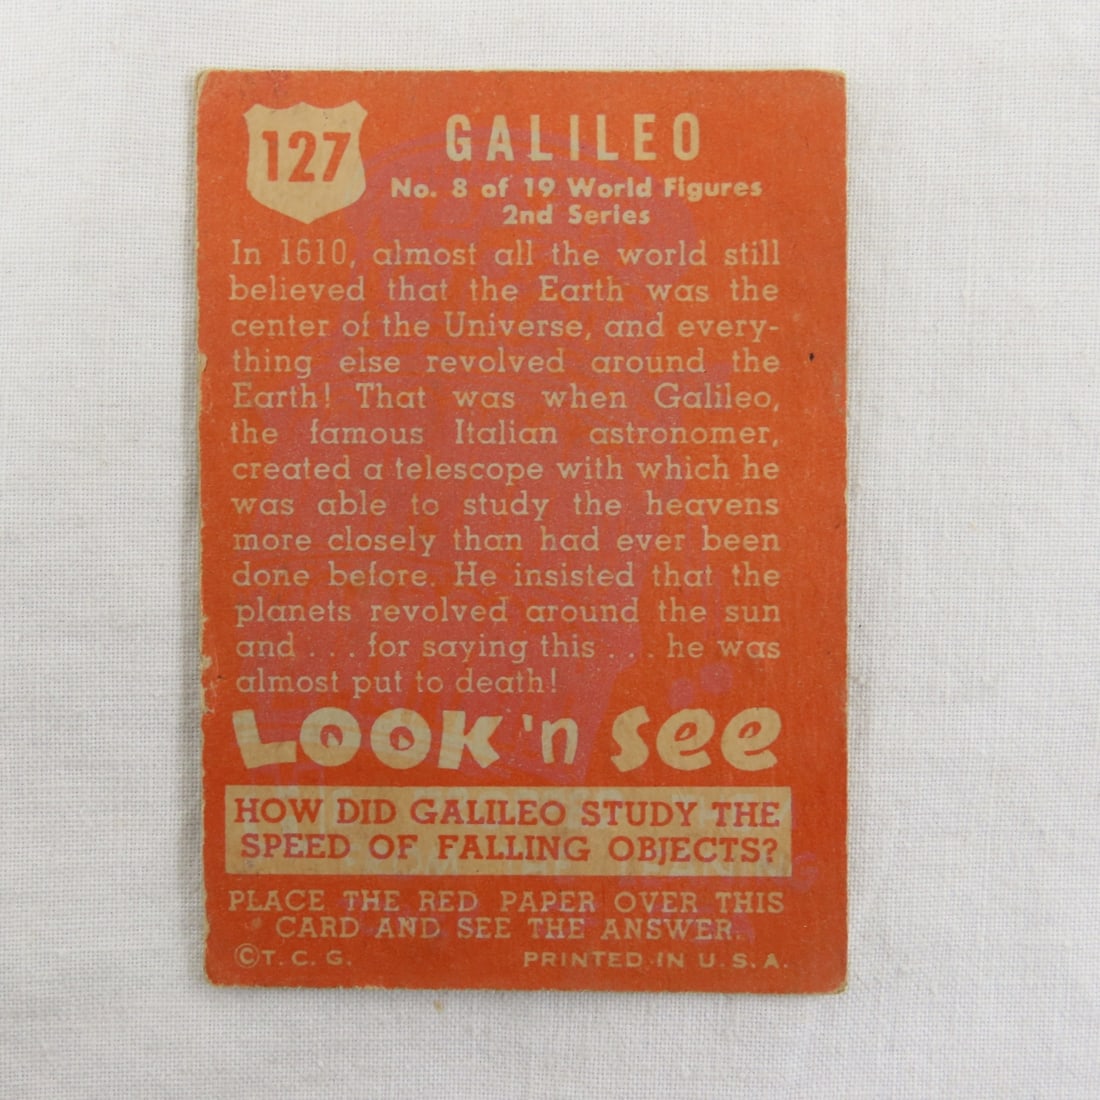 127
GALILEO
No. 8 of 19 World Figures
2nd Series
In 1610, almost all the world still
believed that the Earth was the
center of the Universe, and every-
thing else revolved around the
Earth! That was when Galileo,
the famous Italian astronomer,
created a telescope with which he
was able to study the heavens
more closely than had ever been
done before. He insisted that the
planets revolved around the sun
and . . . for saying this . . . he was
almost put to death!
LOOK 'n See
HOW DID GALILEO STUDY THE
SPEED OF FALLING OBJECTS?
PLACE THE RED PAPER OVER THIS
CARD AND SEE THE ANSWER.
©T. C. G. PRINTED IN U. S. A.